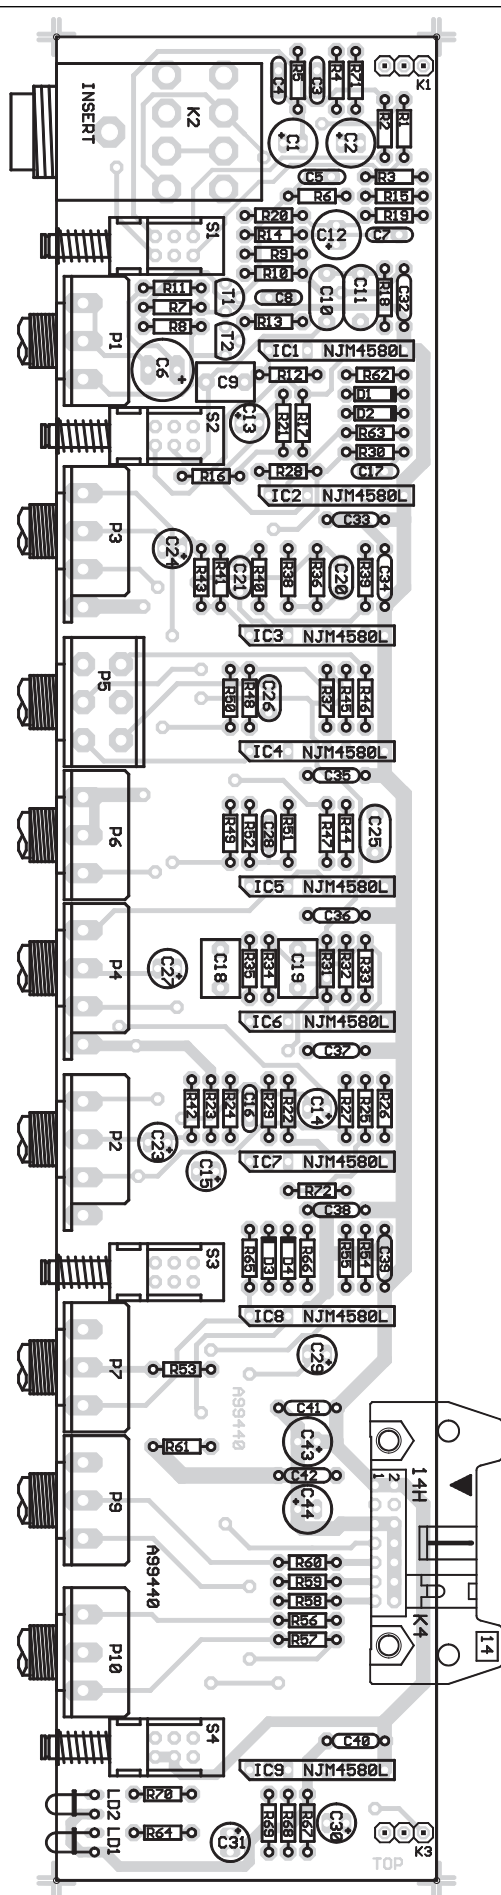 C4
R5
C3
R4
R71
K1
INSERT
K2
C1
C2
R2
R1
C5
R3
R6
R15
R20
R19
S1
R14
C12
C7
R9
R10
R11
T1
C8
C10
C11
R18
C32
R7
P1
R8
R13
T2
IC1 NJM4580L
C6
C9
R12
R62
D1
S2
C13
R21
R17
D2
R63
R30
R16
R28
C17
IC2 NJM4580L
P3
C33
C24
R43
R41
C21
R40
R38
R36
C20
R39
C34
IC3 NJM4580L
P5
R50
R48
C26
R37
R45
R46
IC4 NJM4580L
C35
P6
R49
R52
C28
R51
R47
R44
C25
IC5 NJM4580L
C36
P4
C27
C18
R35
R34
C19
R31
R32
R33
IC6 NJM4580L
C37
P2
R42
R23
R24
C16
R29
R22
C14
R27
R25
R26
C23
C15
IC7 NJM4580L
R72
C38
S3
R65
D3
D4
R66
R55
R54
C39
IC8 NJM4580L
P7
C29
R53
A99440
C41
R61
C43
C42
1 2
14H
P9
C44
A99440
R60
R59
R58
R56
R57
K4
14
P10
S4
C40
IC9 NJM4580L
LD2
R70
LD1
R64
C31
R69
R68
R67
C30
K3
TOP